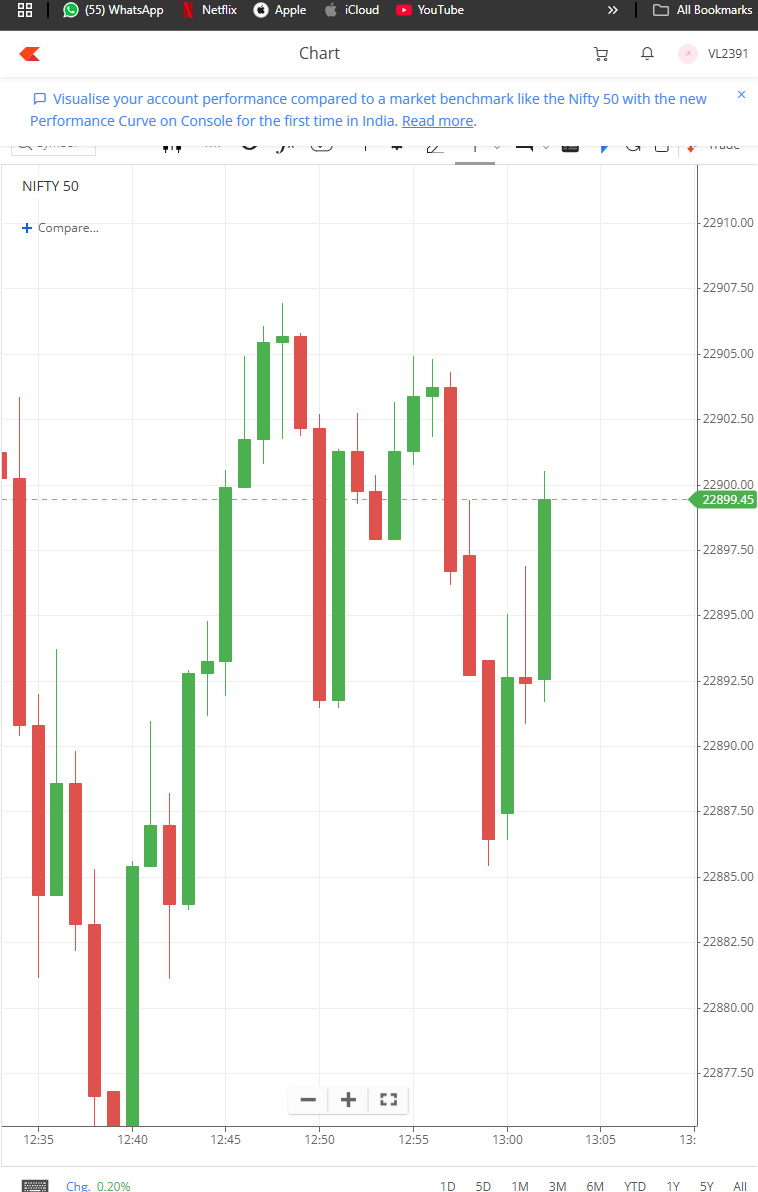 (55) WhatsApp Netflix Apple iCloud YouTube » All Bookmarks
Chart VL2391
Visualise your account performance compared to a market benchmark like the Nifty 50 with the new
Performance Curve on Console for the first time in India. Read more.
NIFTY 50
+ Compare...
22910.00
22907.50
22905.00
22902.50
22900.00
22899.45
22897.50
22895.00
22892.50
22890.00
22887.50
22885.00
22882.50
22880.00
22877.50
12:35 12:40 12:45 12:50 12:55 13:00 13:05 13:
Chg. 0.20% 1D 5D 1M 3M 6M YTD 1Y 5Y All